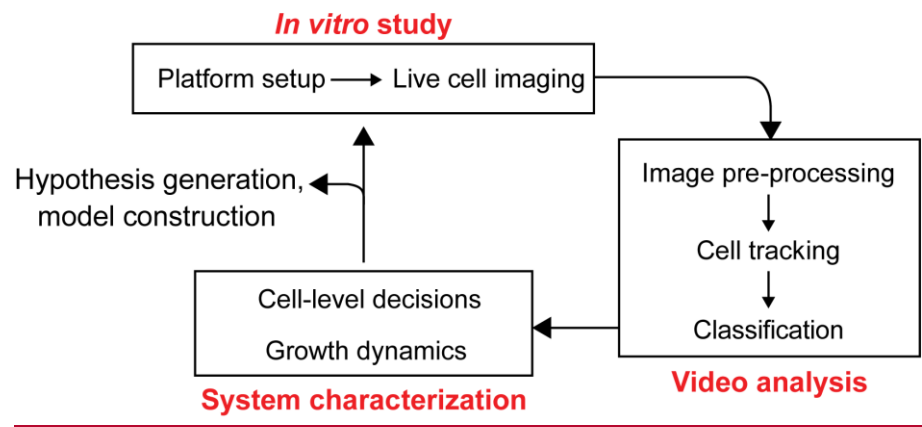 In vitro study
Platform setup
Live cell imaging
Image pre-processing
Cell tracking
Classification
Video analysis
Cell-level decisions
Growth dynamics
System characterization
Hypothesis generation,
model construction